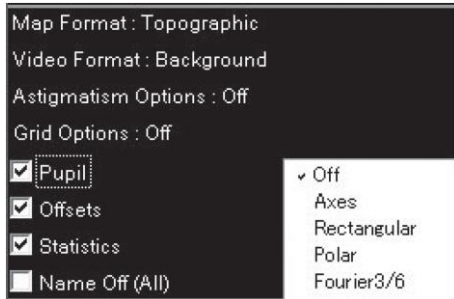 Map Format : Topographic
Video Format : Background
Astigmatism Options : Off
Grid Options : Off
Pupil
Offsets
Statistics
Name Off (All)
Off
Axes
Rectangular
Polar
Fourier3/6